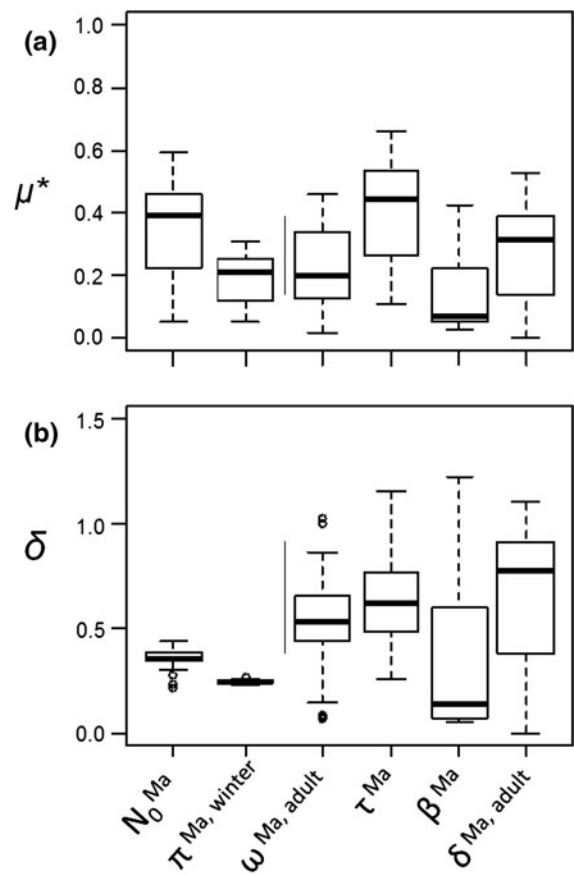 (a)
μ*
1.0
0.8
0.6
0.4
0.2
0.0
(b)
δ
1.5
1.0
0.5
0.0
N₀ Ma
π Ma, winter
ω Ma, adult
τ Ma
β Ma
δ Ma, adult